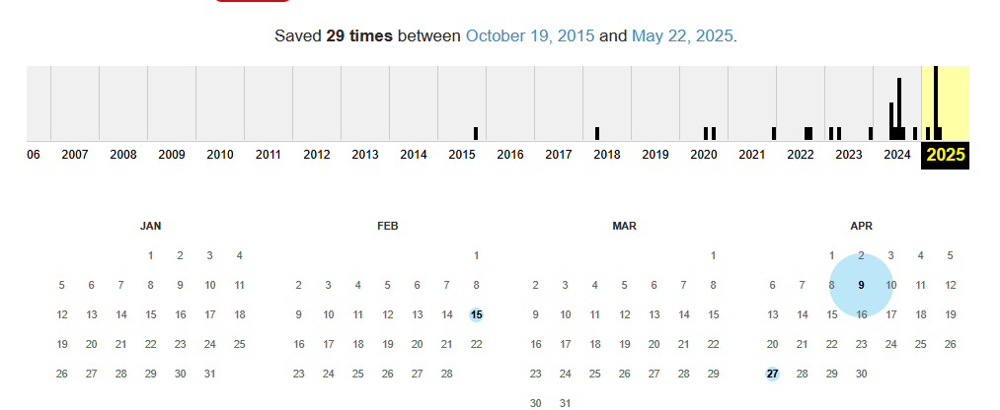 Saved 29 times between October 19, 2015 and May 22, 2025.
06 2007 2008 2009 2010 2011 2012 2013 2014 2015 2016 2017 2018 2019 2020 2021 2022 2023 2024 2025
JAN FEB MAR APR
1 2 3 4 1 1 1 2 3 4 5
5 6 7 8 9 10 11 2 3 4 5 6 7 8 2 3 4 5 6 7 8 6 7 8 9 10 11 12
12 13 14 15 16 17 18 9 10 11 12 13 14 15 9 10 11 12 13 14 15 13 14 15 16 17 18 19
19 20 21 22 23 24 25 16 17 18 19 20 21 22 16 17 18 19 20 21 22 20 21 22 23 24 25 26
26 27 28 29 30 31 23 24 25 26 27 28 23 24 25 26 27 28 29 27 28 29 30
30 31